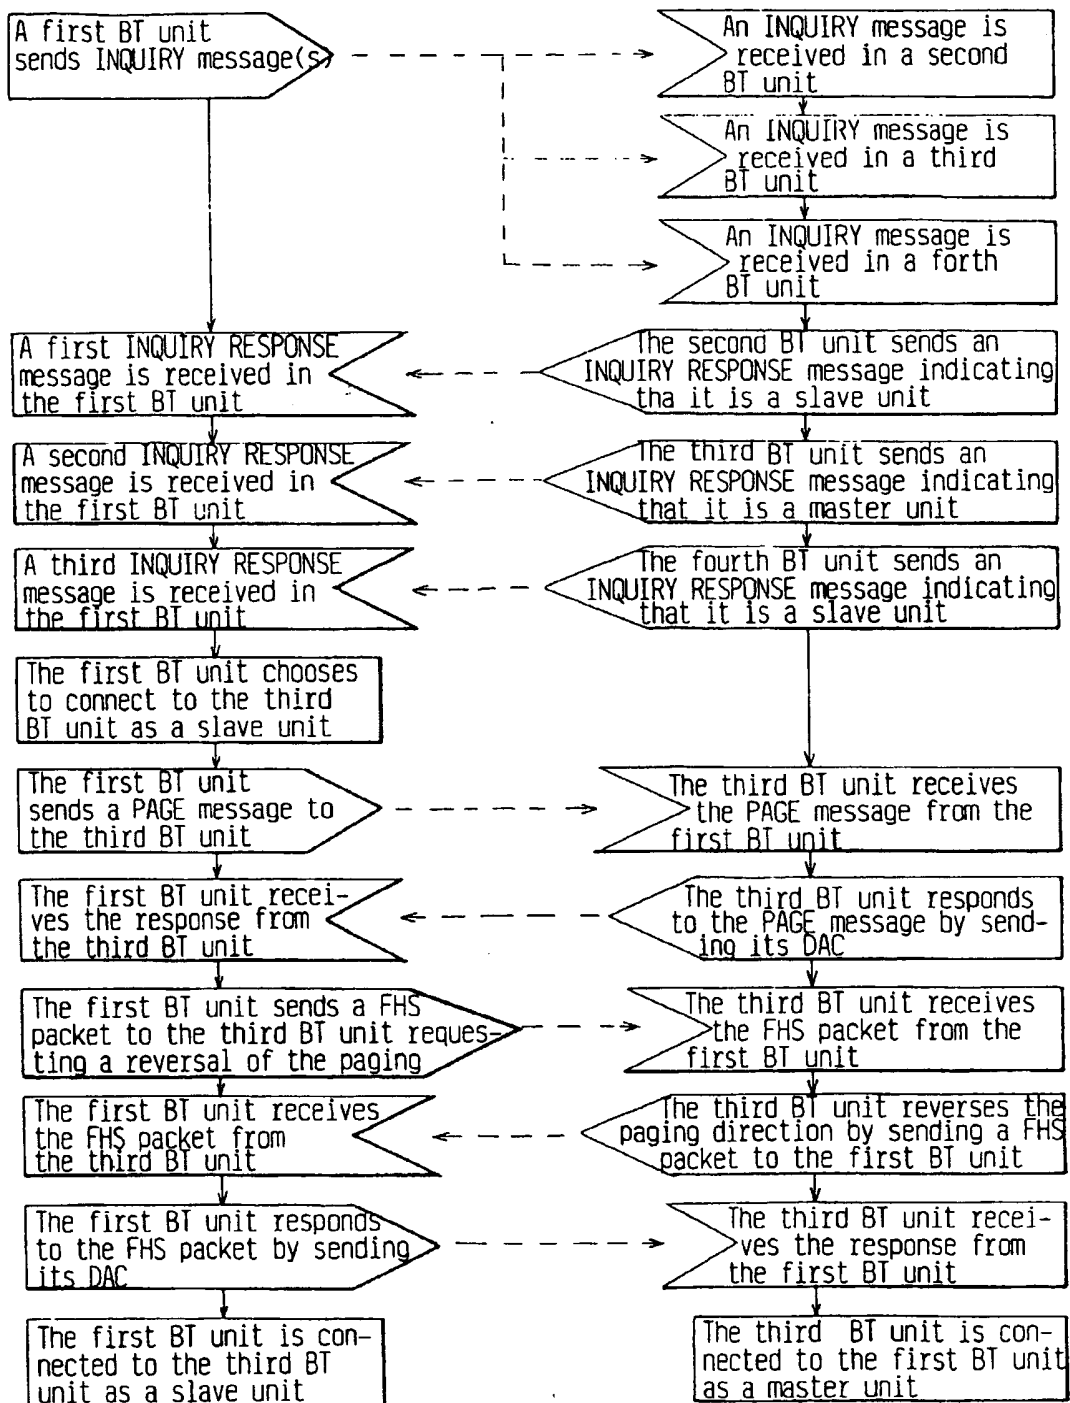 A first BT unit
sends INQUIRY message(s)
An INQUIRY message is
received in a second
BT unit
An INQUIRY message is
received in a third
BT unit
An INQUIRY message is
received in a forth
BT unit
A first INQUIRY RESPONSE
message is received in
the first BT unit
The second BT unit sends an
INQUIRY RESPONSE message indicating
tha it is a slave unit
A second INQUIRY RESPONSE
message is received in
the first BT unit
The third BT unit sends an
INQUIRY RESPONSE message indicating
that it is a master unit
A third INQUIRY RESPONSE
message is received in
the first BT unit
The fourth BT unit sends an
INQUIRY RESPONSE message indicating
that it is a slave unit
The first BT unit chooses
to connect to the third
BT unit as a slave unit
The first BT unit
sends a PAGE message to
the third BT unit
The third BT unit receives
the PAGE message from the
first BT unit
The first BT unit recei-
ves the response from
the third BT unit
The third BT unit responds
to the PAGE message by send-
ing its DAC
The first BT unit sends a FHS
packet to the third BT unit reques-
ting a reversal of the paging
The third BT unit receives
the FHS packet from the
first BT unit
The first BT unit receives
the FHS packet from
the third BT unit
The third BT unit reverses the
paging direction by sending a FHS
packet to the first BT unit
The first BT unit responds
to the FHS packet by sending
its DAC
The third BT unit recei-
ves the response from
the first BT unit
The first BT unit is con-
nected to the third BT
unit as a slave unit
The third BT unit is con-
nected to the first BT unit
as a master unit